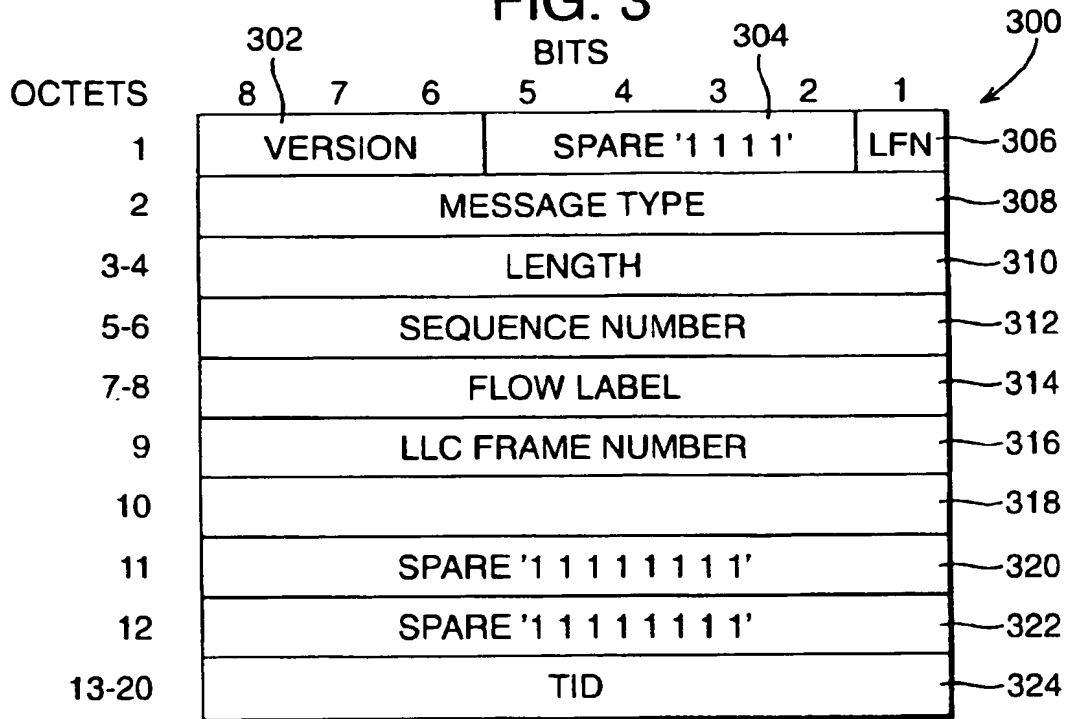 FIG. 3
302 BITS 304 300
OCTETS 8 7 6 5 4 3 2 1
1 VERSION SPARE '1 1 1 1' LFN 306
2 MESSAGE TYPE 308
3-4 LENGTH 310
5-6 SEQUENCE NUMBER 312
7-8 FLOW LABEL 314
9 LLC FRAME NUMBER 316
10 318
11 SPARE '1 1 1 1 1 1 1 1' 320
12 SPARE '1 1 1 1 1 1 1 1' 322
13-20 TID 324